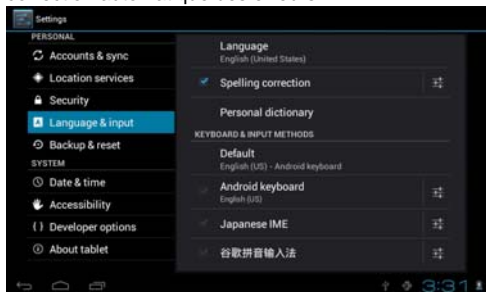 Settings
PERSONAL
Accounts & sync
Location services
Security
Language & input
Backup & reset
SYSTEM
Date & time
Accessibility
{ } Developer options
About tablet
Language
English (United States)
Spelling correction
Personal dictionary
KEYBOARD & INPUT METHODS
Default
English (US) - Android keyboard
Android keyboard
English (US)
Japanese IME
谷歌拼音输入法
3:31